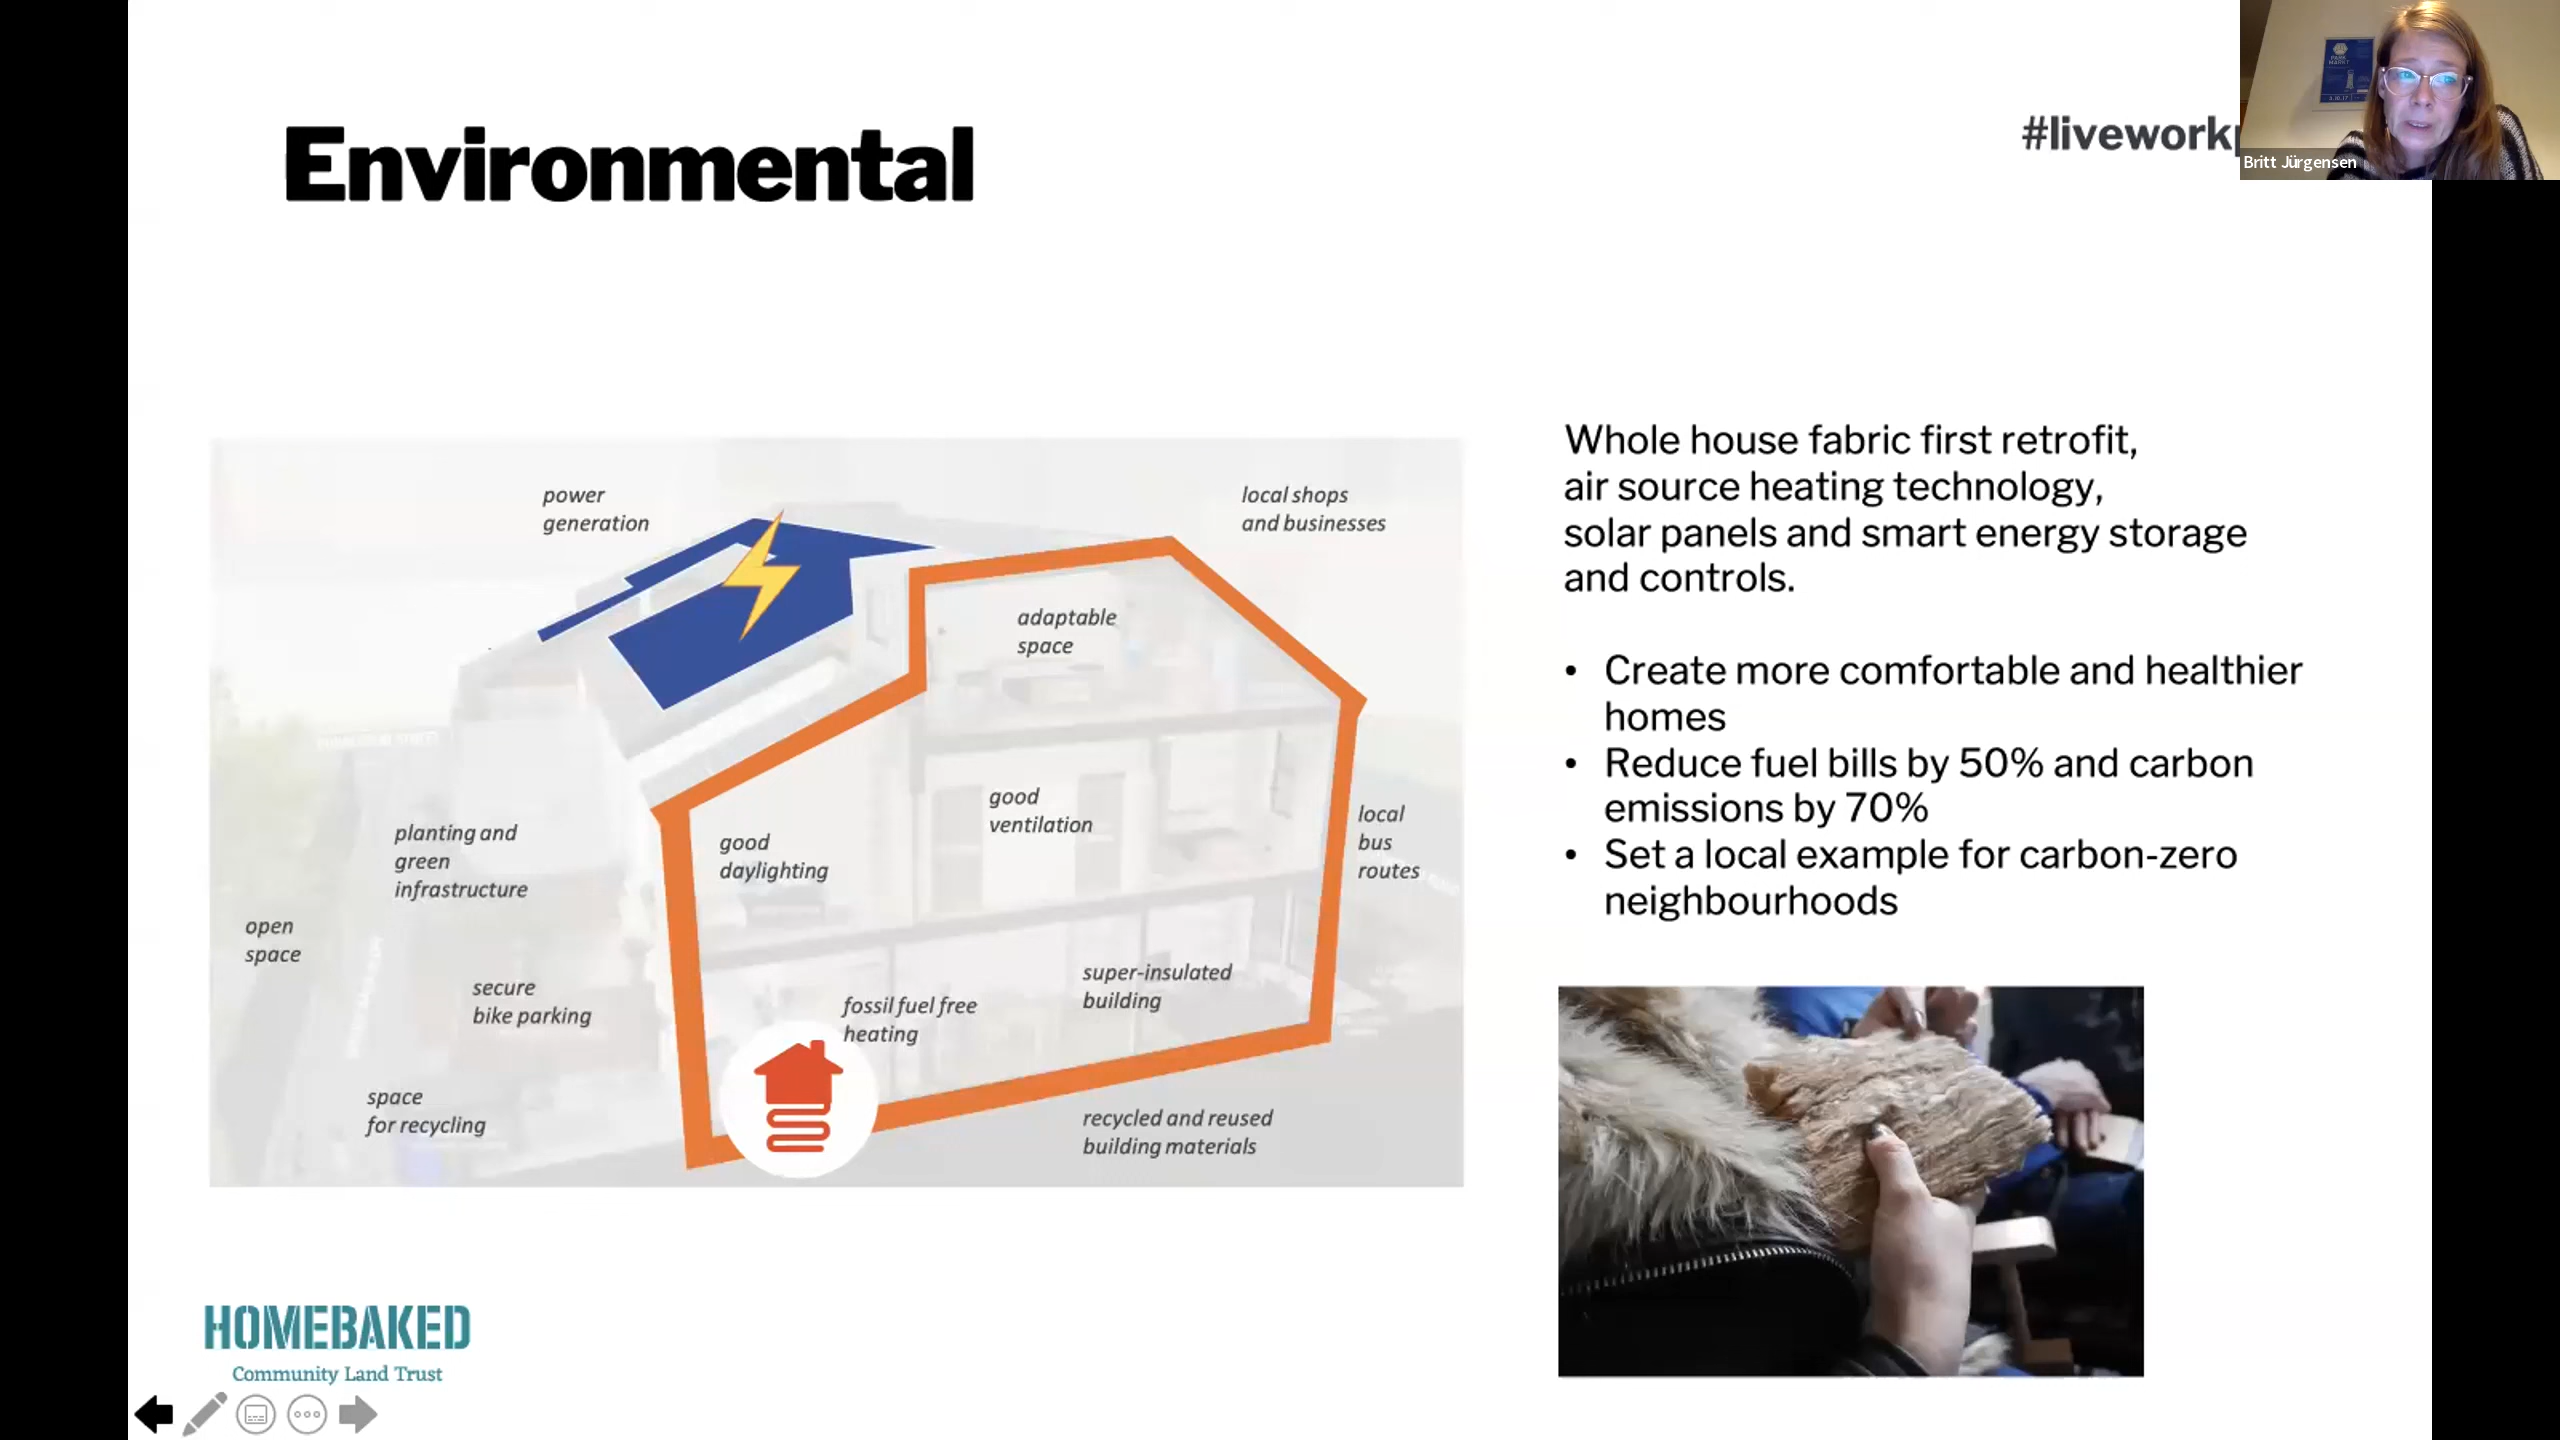 Environmental
#livework
Britt Jürgensen
PARK
MARKT
power
generation
local shops
and businesses
adaptable
space
good
ventilation
good
daylighting
local
bus
routes
planting and
green
infrastructure
open
space
secure
bike parking
super-insulated
building
fossil fuel free
heating
space
for recycling
recycled and reused
building materials
Whole house fabric first retrofit,
air source heating technology,
solar panels and smart energy storage
and controls.
• Create more comfortable and healthier
homes
• Reduce fuel bills by 50% and carbon
emissions by 70%
• Set a local example for carbon-zero
neighbourhoods
HOMEBAKED
Community Land Trust